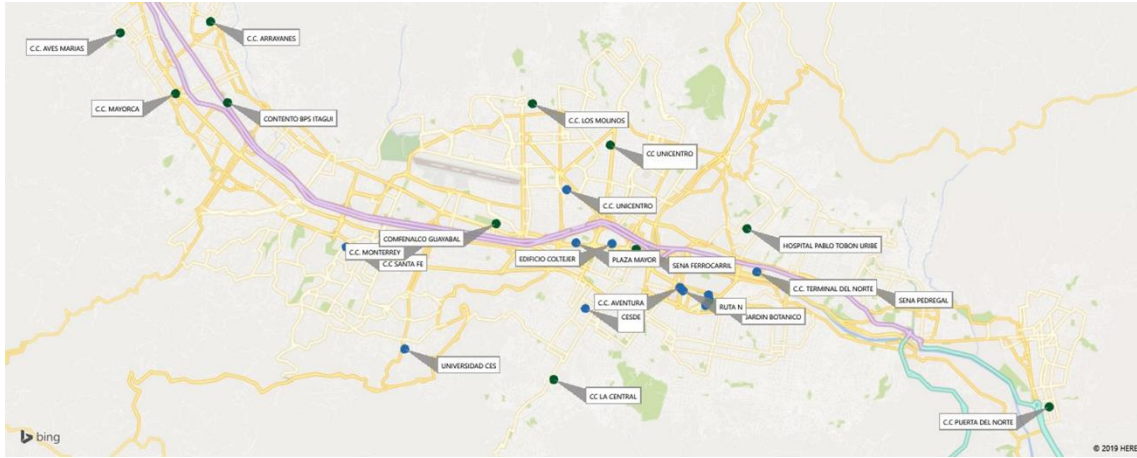 C.C. AVES MARIAS
C.C. ARRAYANES
C.C. MAYORCA
CONTENTO BPS ITAGUI
C.C. LOS MOLINOS
CC UNICENTRO
C.C. UNICENTRO
COMFENALCO GUAYABAL
HOSPITAL PABLO TOBON URIBE
C.C. MONTERREY
C.C SANTA FE
EDIFICIO COLTEJER
PLAZA MAYOR
SENA FERROCARRIL
C.C. TERMINAL DEL NORTE
SENA PEDREGAL
C.C. AVENTURA
RUTA N
CESDE
JARDIN BOTANICO
UNIVERSIDAD CES
CC LA CENTRAL
C.C PUERTA DEL NORTE
bing
© 2019 HERE